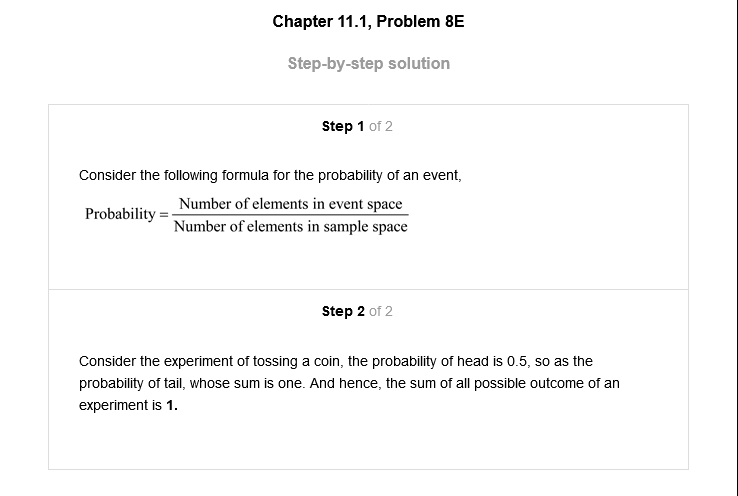 Chapter 11.1, Problem 8E
Step-by-step solution
Step 1 of 2
Consider the following formula for the probability of an event,
Probability = Number of elements in event space
Number of elements in sample space
Step 2 of 2
Consider the experiment of tossing a coin, the probability of head is 0.5, so as the
probability of tail, whose sum is one. And hence, the sum of all possible outcome of an
experiment is 1.